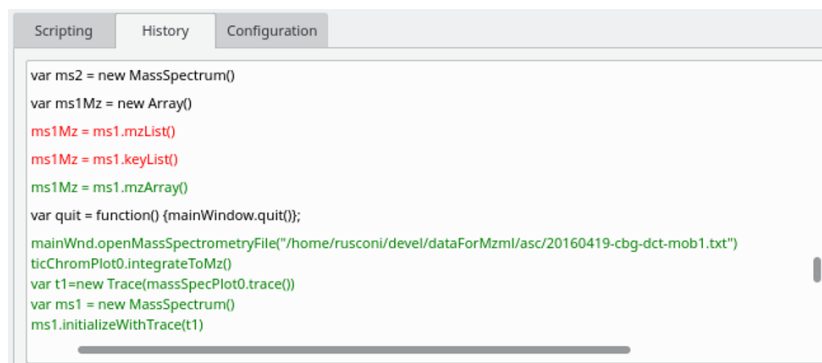 Scripting
History
Configuration
var ms2 = new MassSpectrum()
var ms1Mz = new Array()
ms1Mz = ms1.mzList()
ms1Mz = ms1.keyList()
ms1Mz = ms1.mzArray()
var quit = function() {mainWindow.quit()};
mainWnd.openMassSpectrometryFile("/home/rusconi/devel/dataForMzml/asc/20160419-cbg-dct-mob1.txt")
ticChromPlot0.integrateToMz()
var t1=new Trace(massSpecPlot0.trace())
var ms1 = new MassSpectrum()
ms1.initializeWithTrace(t1)